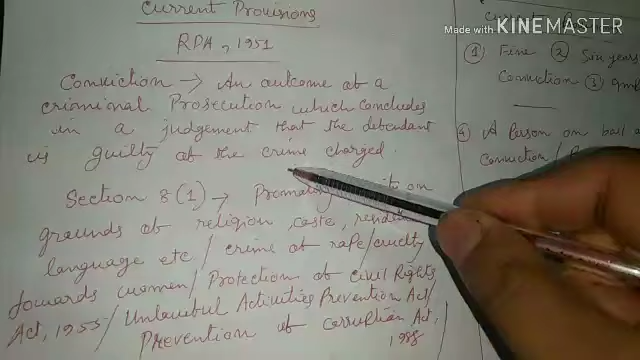 Current Provisions
RPA, 1951
Conviction → An outcome of a
criminal Prosecution which concludes
in a judgement that the defendant
is guilty of the crime charged.
Section 8(1) → on
grounds of religion, caste,
language etc / crime of rape/cruelty
towards women/ Protection of Civil Rights
Act, 1955/ Unlawful Activities Prevention Act/
Prevention of Corruption Act,
1988/
① Fine ② Six
Conviction ①
④ A Person on bail
Conviction /
Made with KINEMASTER